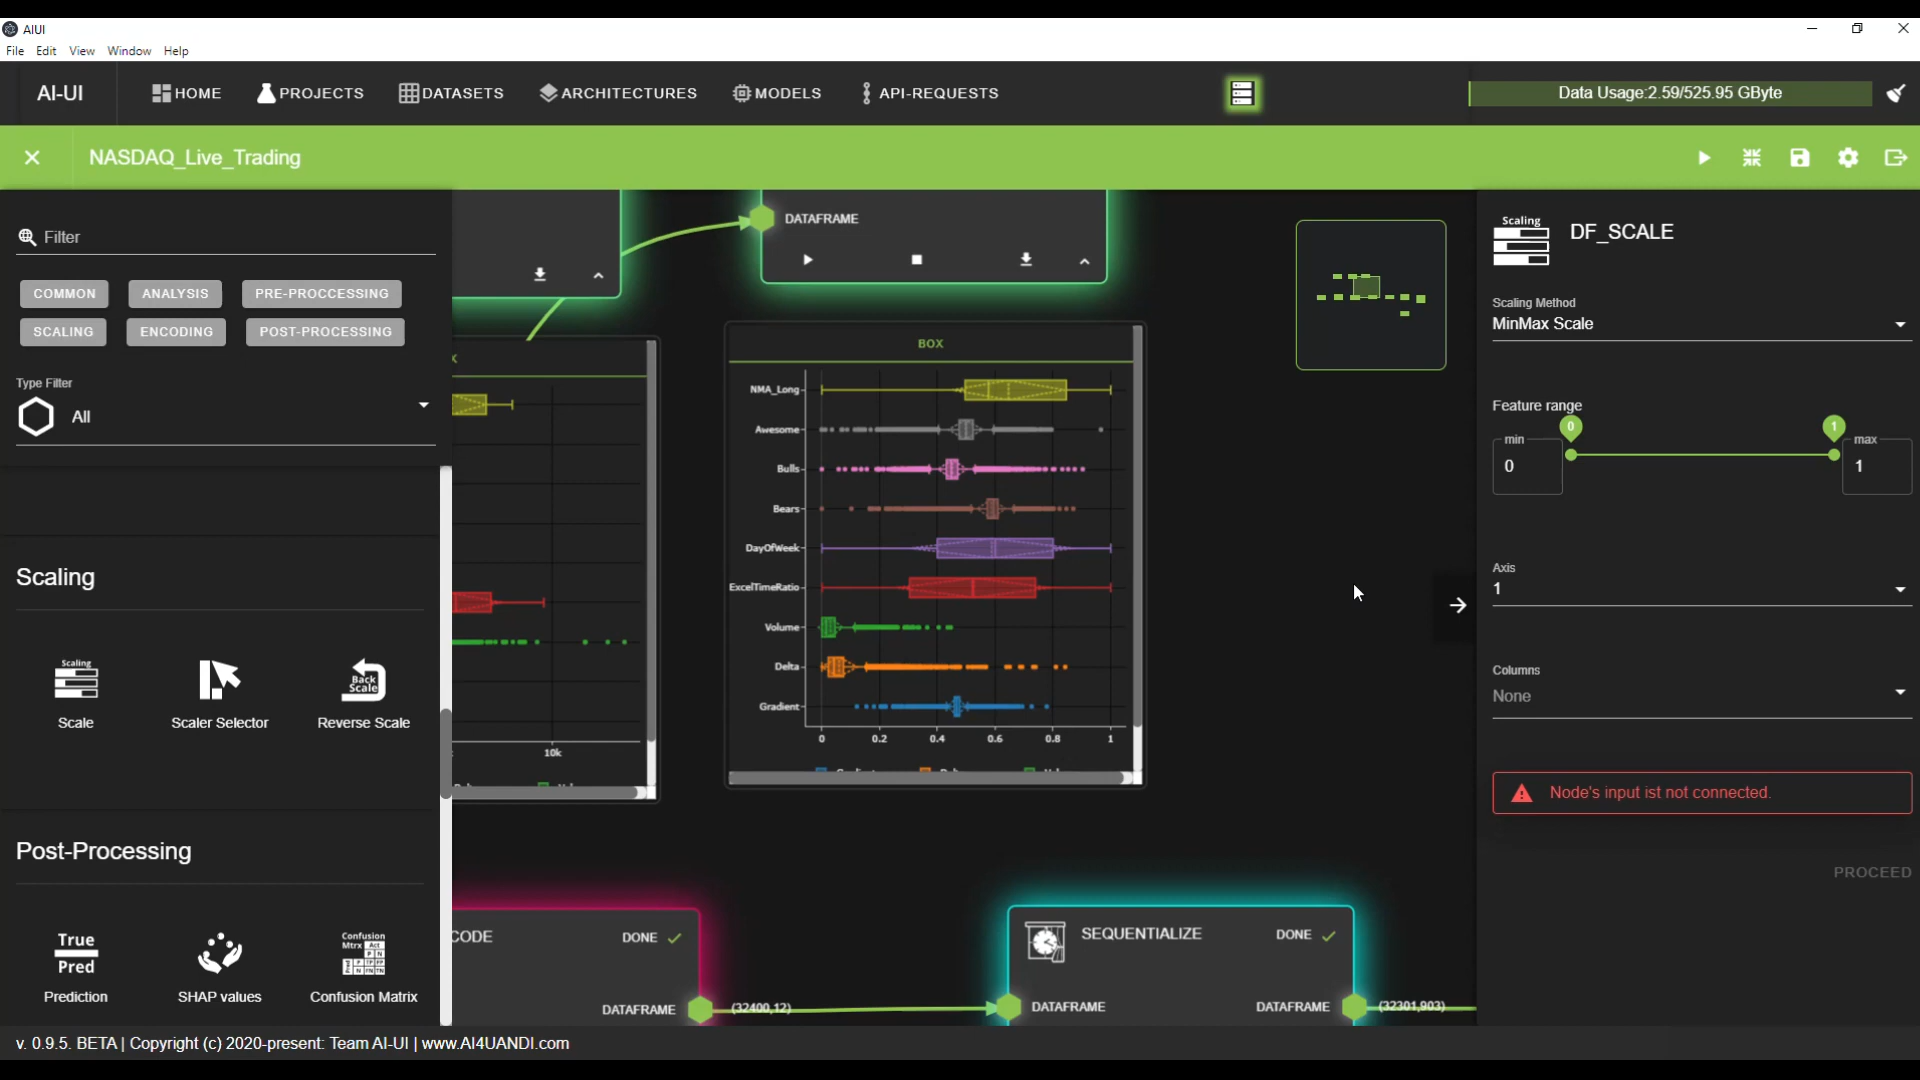 AIUI
File Edit View Window Help
AI-UI HOME PROJECTS DATASETS ARCHITECTURES MODELS API-REQUESTS Data Usage:2.59/525.95 GByte
NASDAQ_Live_Trading
Filter
COMMON ANALYSIS PRE-PROCCESSING
SCALING ENCODING POST-PROCESSING
Type Filter
All
Scaling
Scaling
Scale
Scaler Selector
Back
Scale
Reverse Scale
Post-Processing
True
Pred
Prediction
SHAP values
Confusion
Mtrx Act
Confusion Matrix
DATAFRAME
10k
BOX
NMA_Long
Awesome
Bulls
Bears
DayOfWeek
ExcelTimeRatio
Volume
Delta
Gradient
0 0.2 0.4 0.6 0.8 1
CODE DONE
DATAFRAME (32400,12)
SEQUENTIALIZE DONE
DATAFRAME DATAFRAME (32301,903)
Scaling
DF_SCALE
Scaling Method
MinMax Scale
Feature range
0 1
min max
0 1
Axis
1
Columns
None
Node's input ist not connected.
PROCEED
v. 0.9.5. BETA | Copyright (c) 2020-present: Team AI-UI | www.AI4UANDI.com